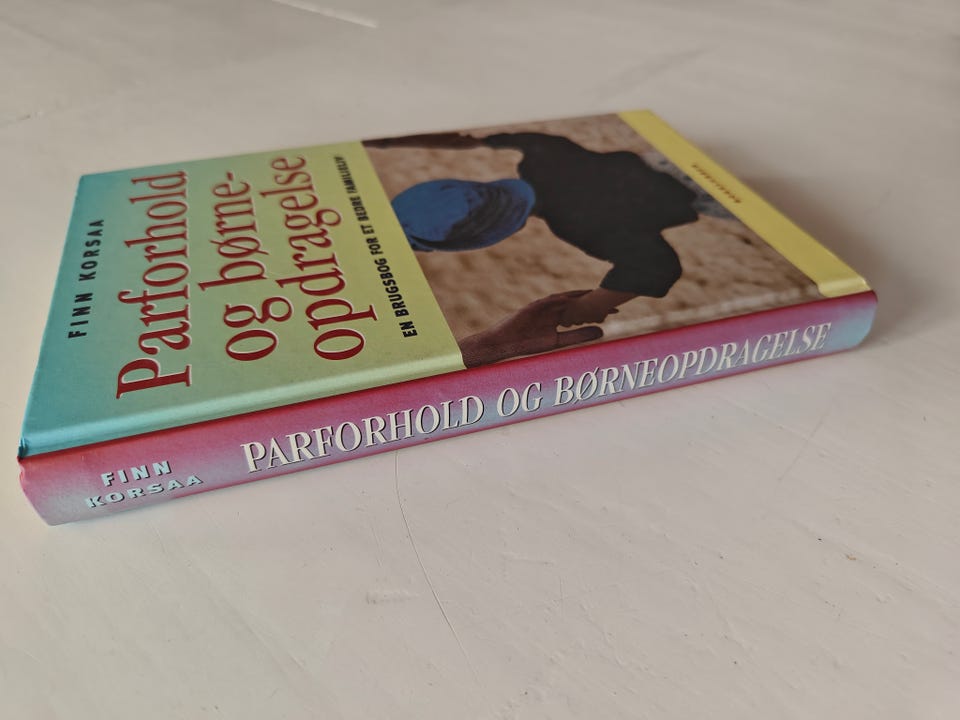 FINN KORSAA
Parforhold
og børne-
opdragelse
EN BRUGSBOG FOR ET BEDRE FAMILIELIV
FINN
KORSAA
PARFORHOLD OG BØRNEOPDRAGELSE